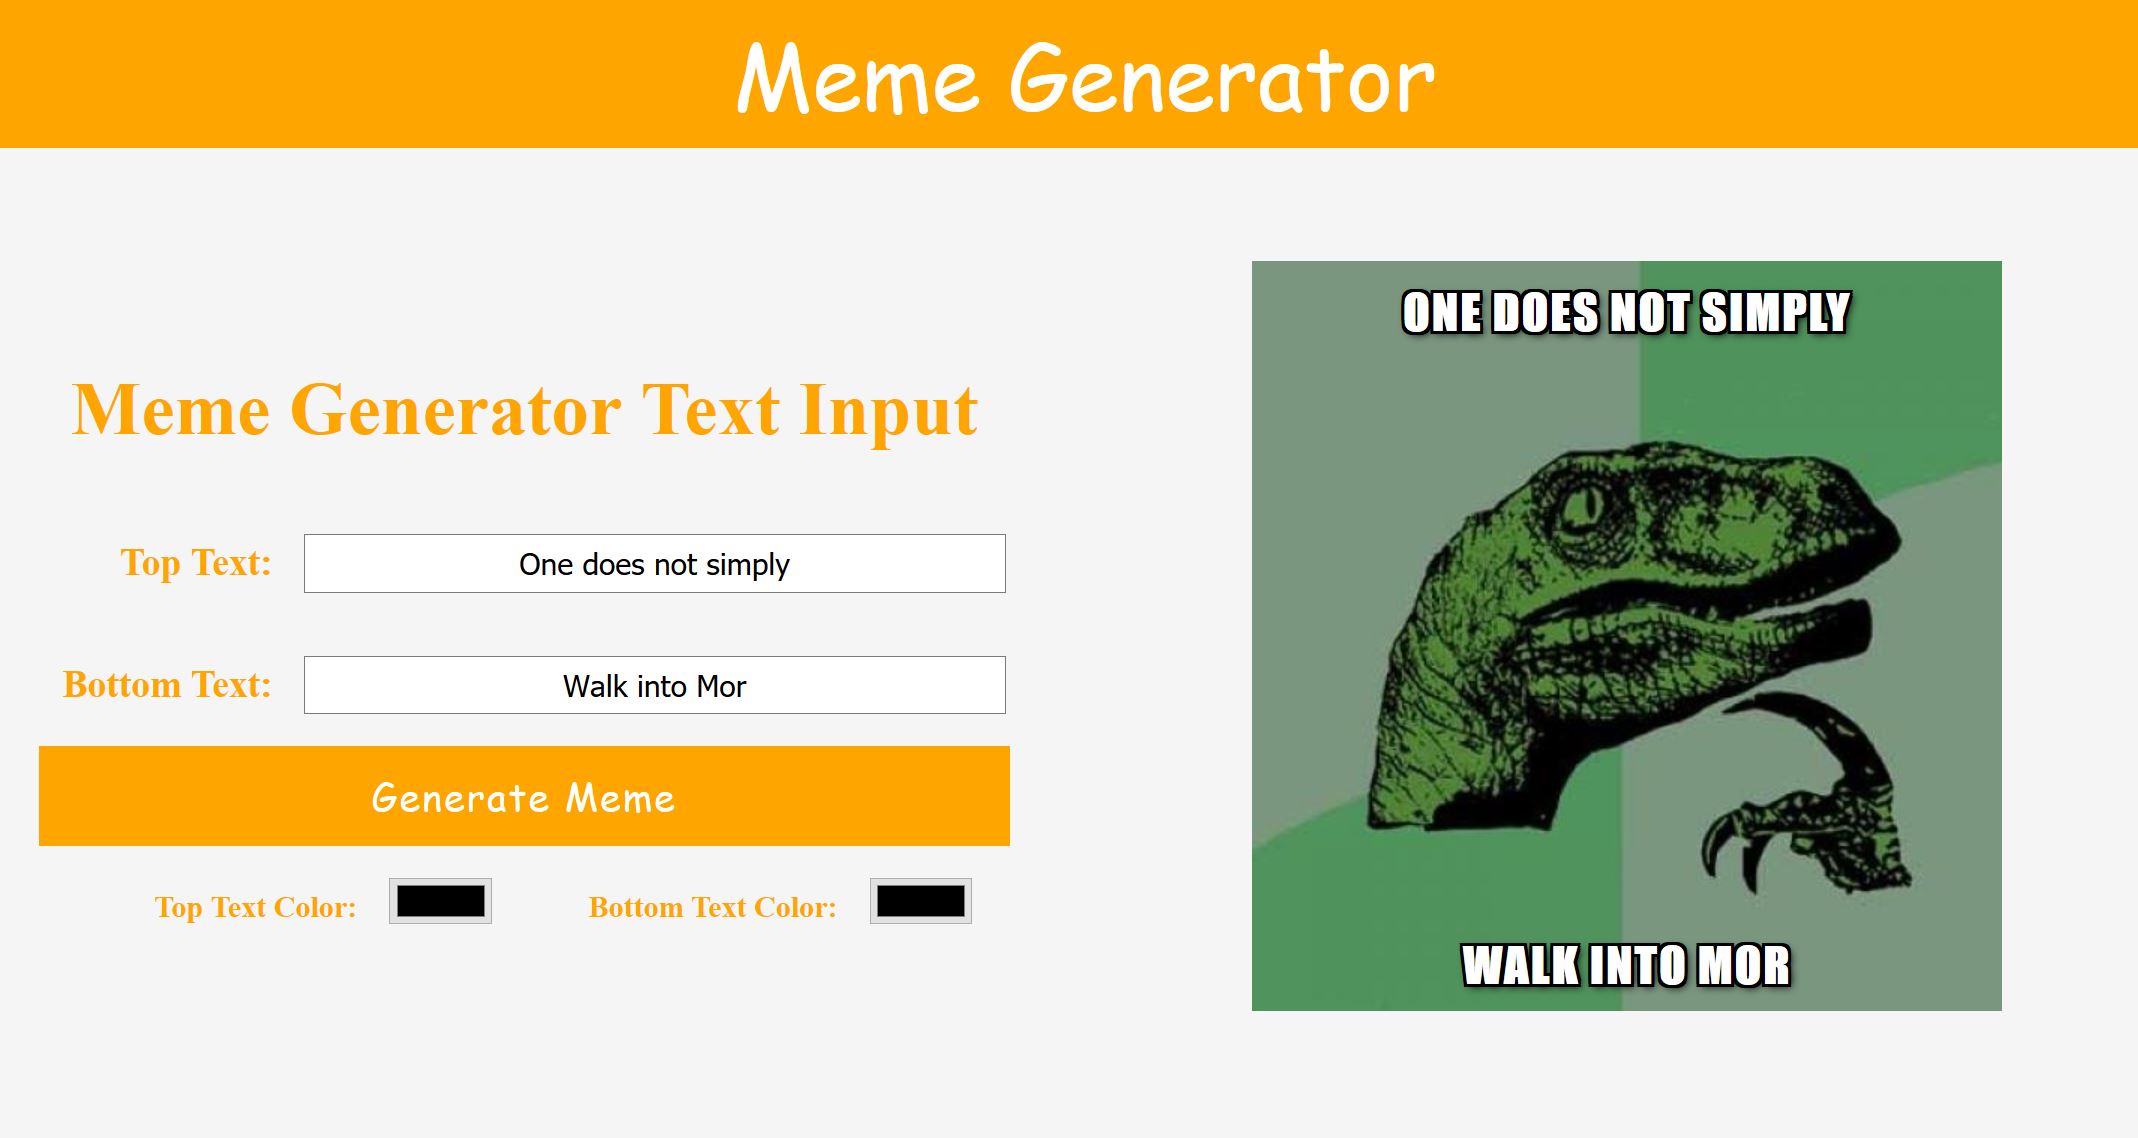 Meme Generator
Meme Generator Text Input
Top Text:
One does not simply
Bottom Text:
Walk into Mor
Generate Meme
Top Text Color:
Bottom Text Color:
ONE DOES NOT SIMPLY
WALK INTO MOR